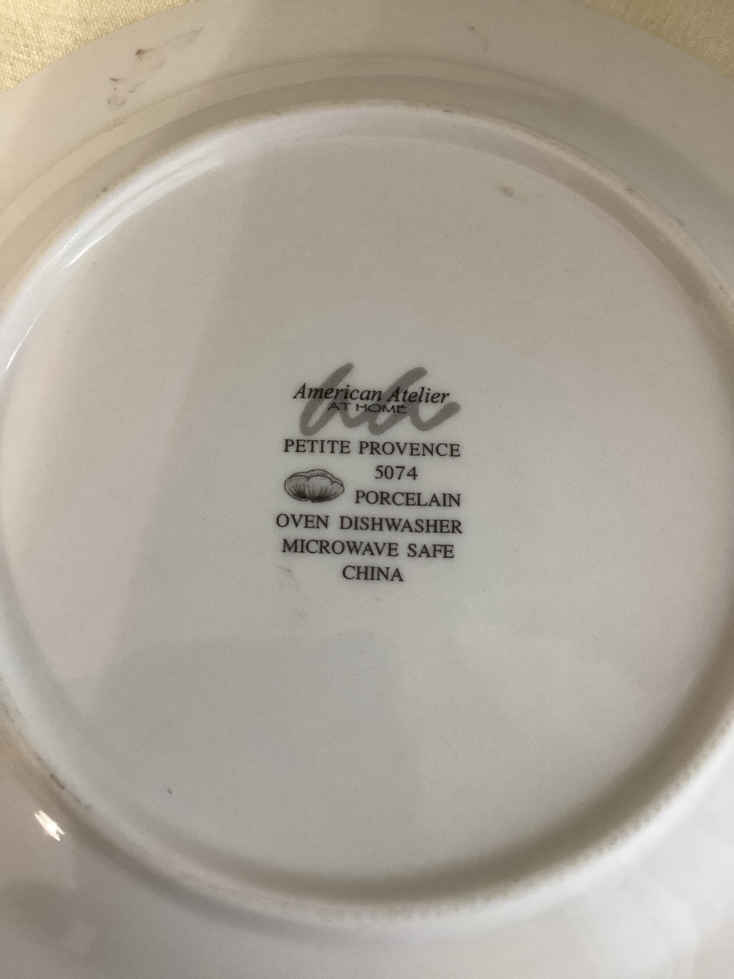 American Atelier
AT HOME
PETITE PROVENCE
5074
PORCELAIN
OVEN DISHWASHER
MICROWAVE SAFE
CHINA